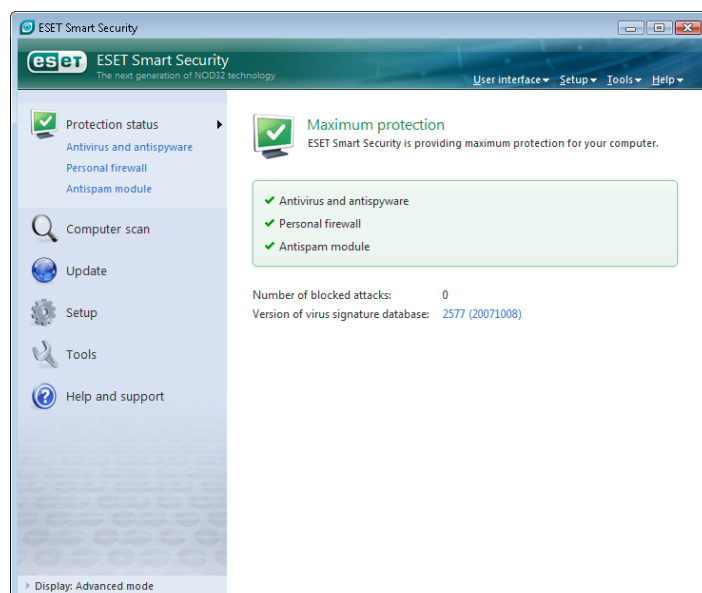 ESET Smart Security
eset ESET Smart Security
The next generation of NOD32 technology
User interface Setup Tools Help
Protection status
Antivirus and antispyware
Personal firewall
Antispam module
Computer scan
Update
Setup
Tools
Help and support
Display: Advanced mode
Maximum protection
ESET Smart Security is providing maximum protection for your computer.
Antivirus and antispyware
Personal firewall
Antispam module
Number of blocked attacks: 0
Version of virus signature database: 2577 (20071008)